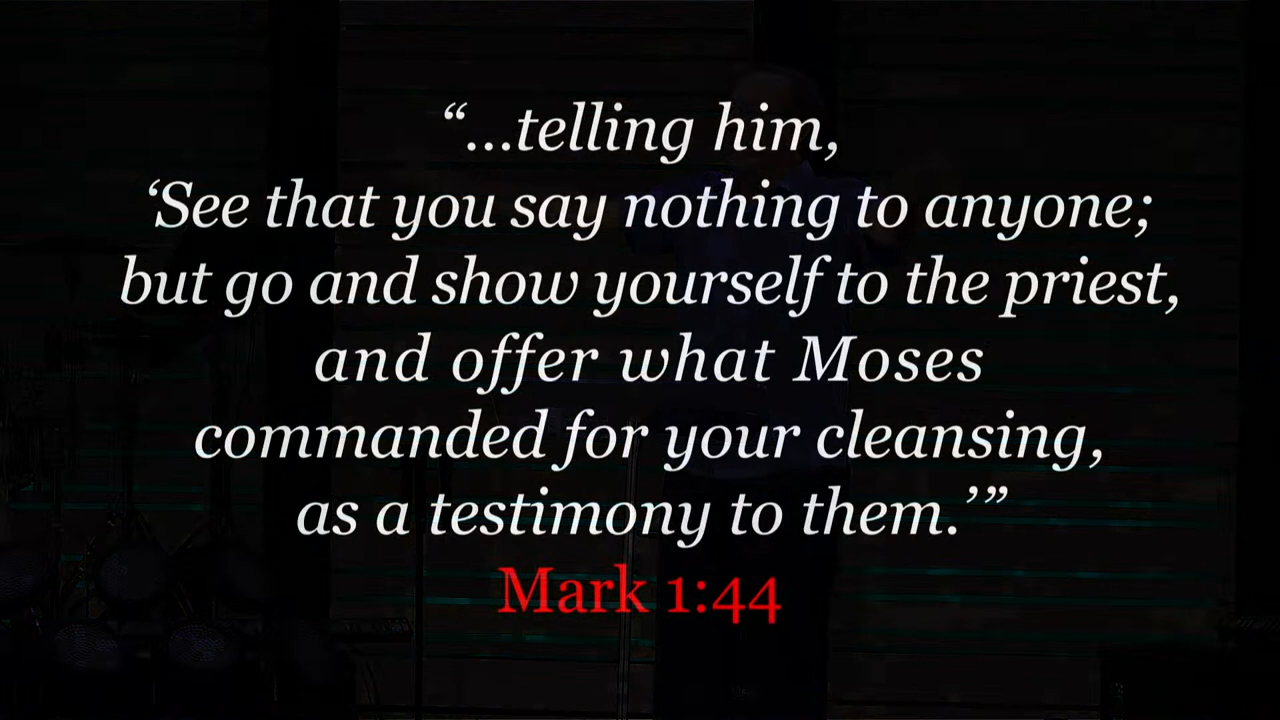 “...telling him,
‘See that you say nothing to anyone;
but go and show yourself to the priest,
and offer what Moses
commanded for your cleansing,
as a testimony to them.’”
Mark 1:44